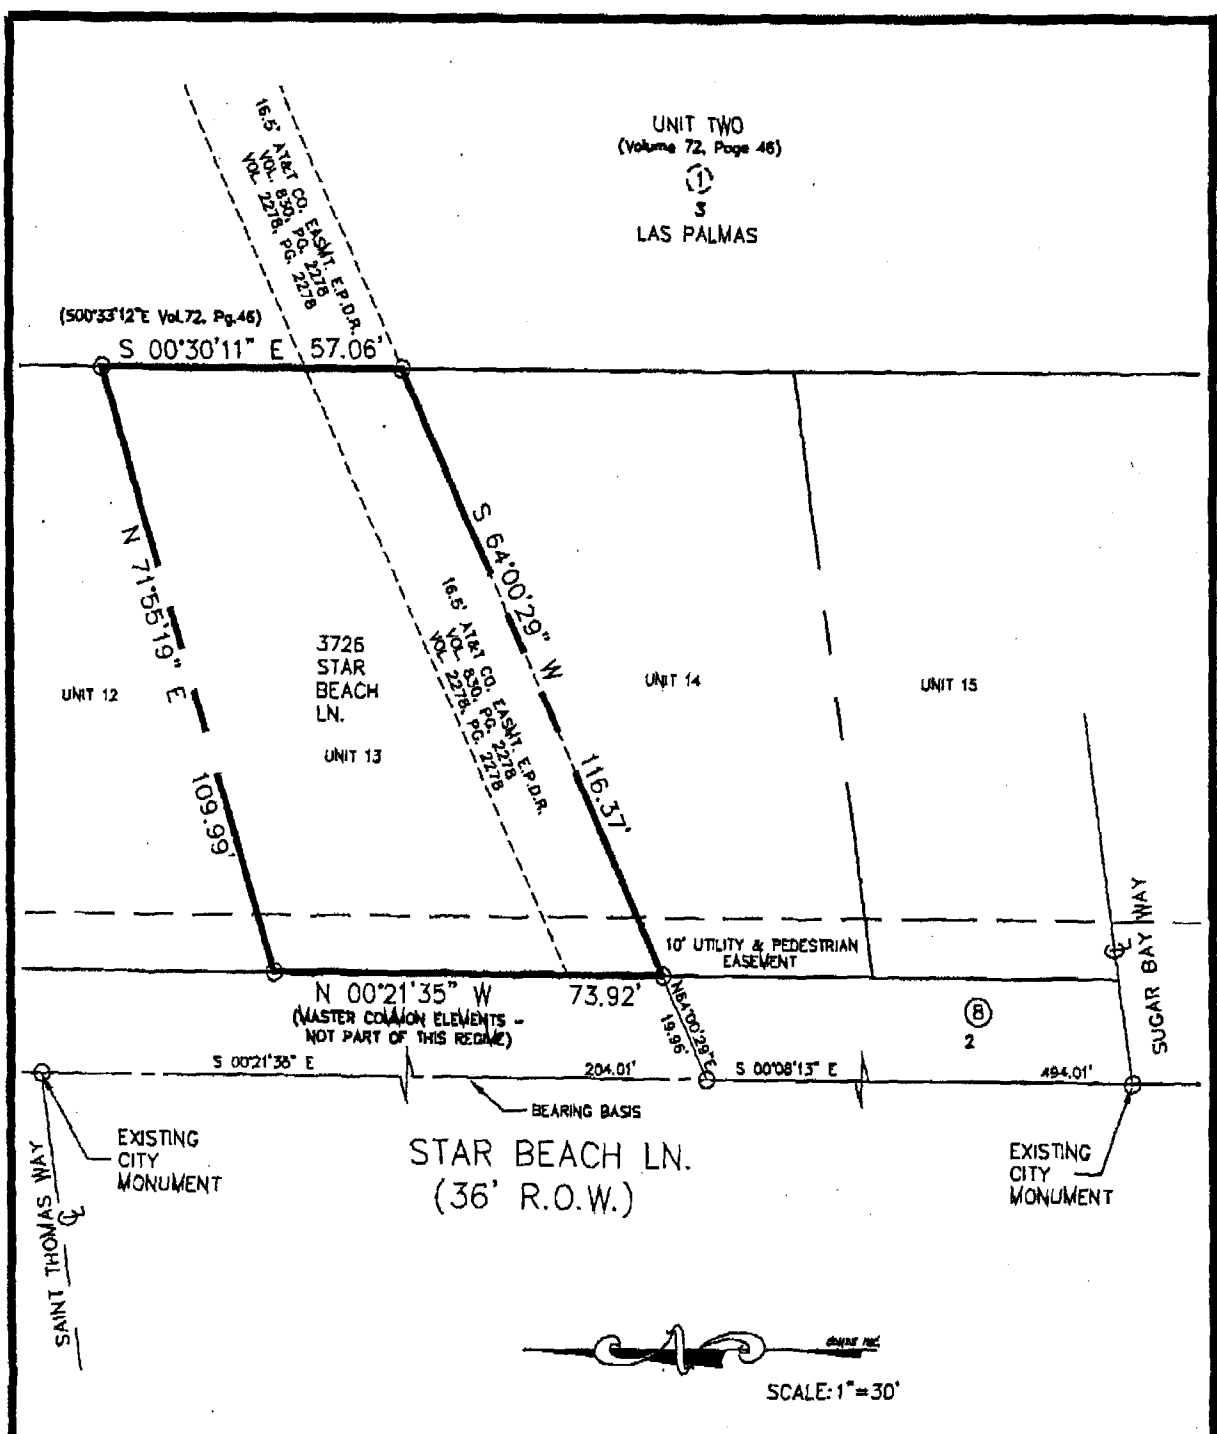 UNIT TWO
(Volume 72, Page 46)
1
3
LAS PALMAS
16.5' AT&T CO. EASMT. E.P.D.R.
VOL. 830, PG. 2278
VOL. 2278, PG. 2278
(S00°33'12"E Vol.72, Pg.46)
S 00°30'11" E 57.06'
N 71°55'19" E 109.99'
S 64°00'29" W 116.37'
16.5' AT&T CO. EASMT. E.P.D.R.
VOL. 830, PG. 2278
VOL. 2278, PG. 2278
3726
STAR
BEACH
LN.
UNIT 13
UNIT 12
UNIT 14
UNIT 15
10' UTILITY & PEDESTRIAN
EASEMENT
N 00°21'35" W 73.92'
(MASTER COMMON ELEMENTS -
NOT PART OF THIS REGIME)
N64°00'29"E
19.96'
8
2
SUGAR BAY WAY
S 00°21'35" E 204.01'
S 00°08'13" E 494.01'
BEARING BASIS
EXISTING
CITY
MONUMENT
STAR BEACH LN.
(36' R.O.W.)
EXISTING
CITY
MONUMENT
SAINT THOMAS WAY
SCALE: 1"=30'